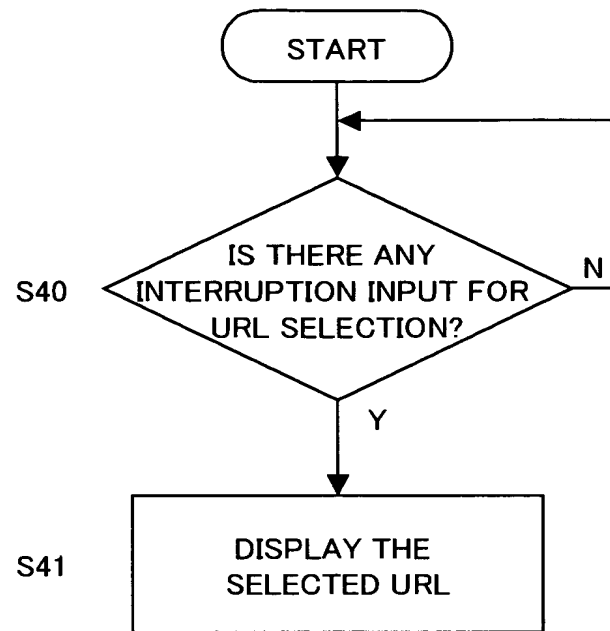 START
IS THERE ANY
S40
INTERRUPTION INPUT FOR
N
URL SELECTION?
Y
S41
DISPLAY THE
SELECTED URL